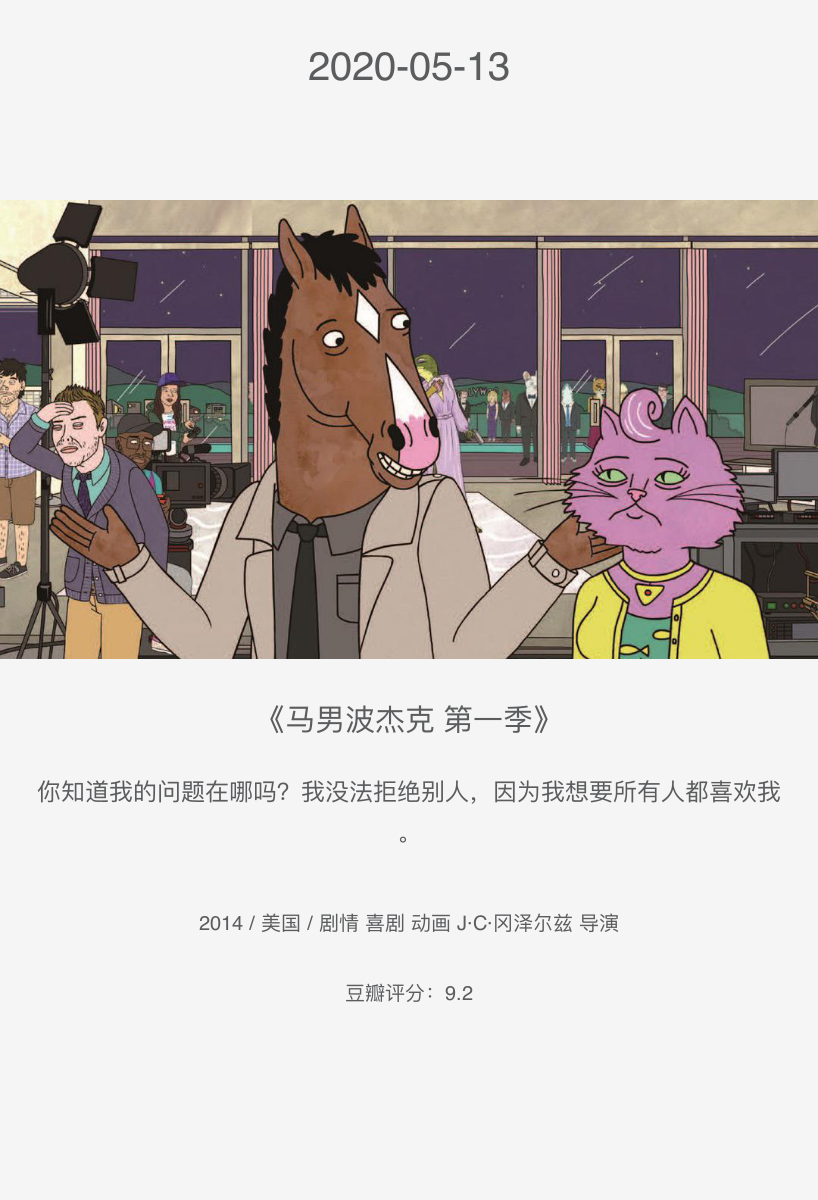 2020-05-13
《马男波杰克 第一季》
你知道我的问题在哪吗？我没法拒绝别人，因为我想要所有人都喜欢我
。
2014 / 美国 / 剧情 喜剧 动画 J·C·冈泽尔兹 导演
豆瓣评分：9.2